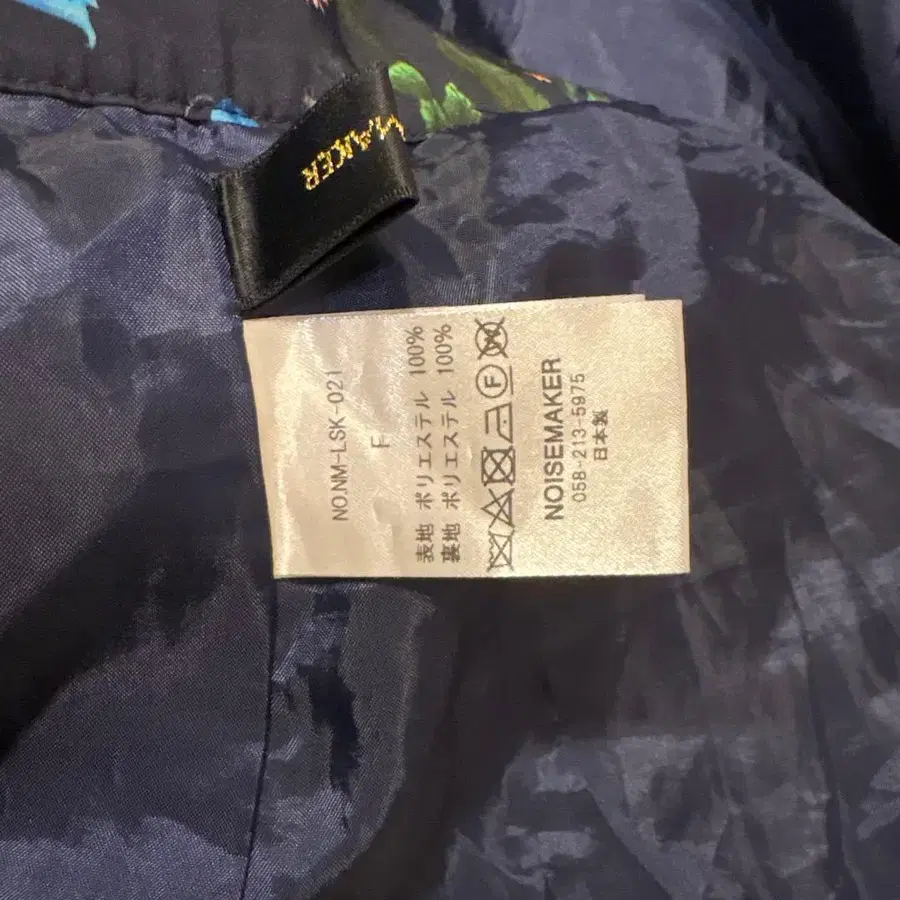 MAKER
NO.NM-LSK-021
F
表地 ポリエステル 100%
裏地 ポリエステル 100%
F
NOISEMAKER
058-213-5975
日本製